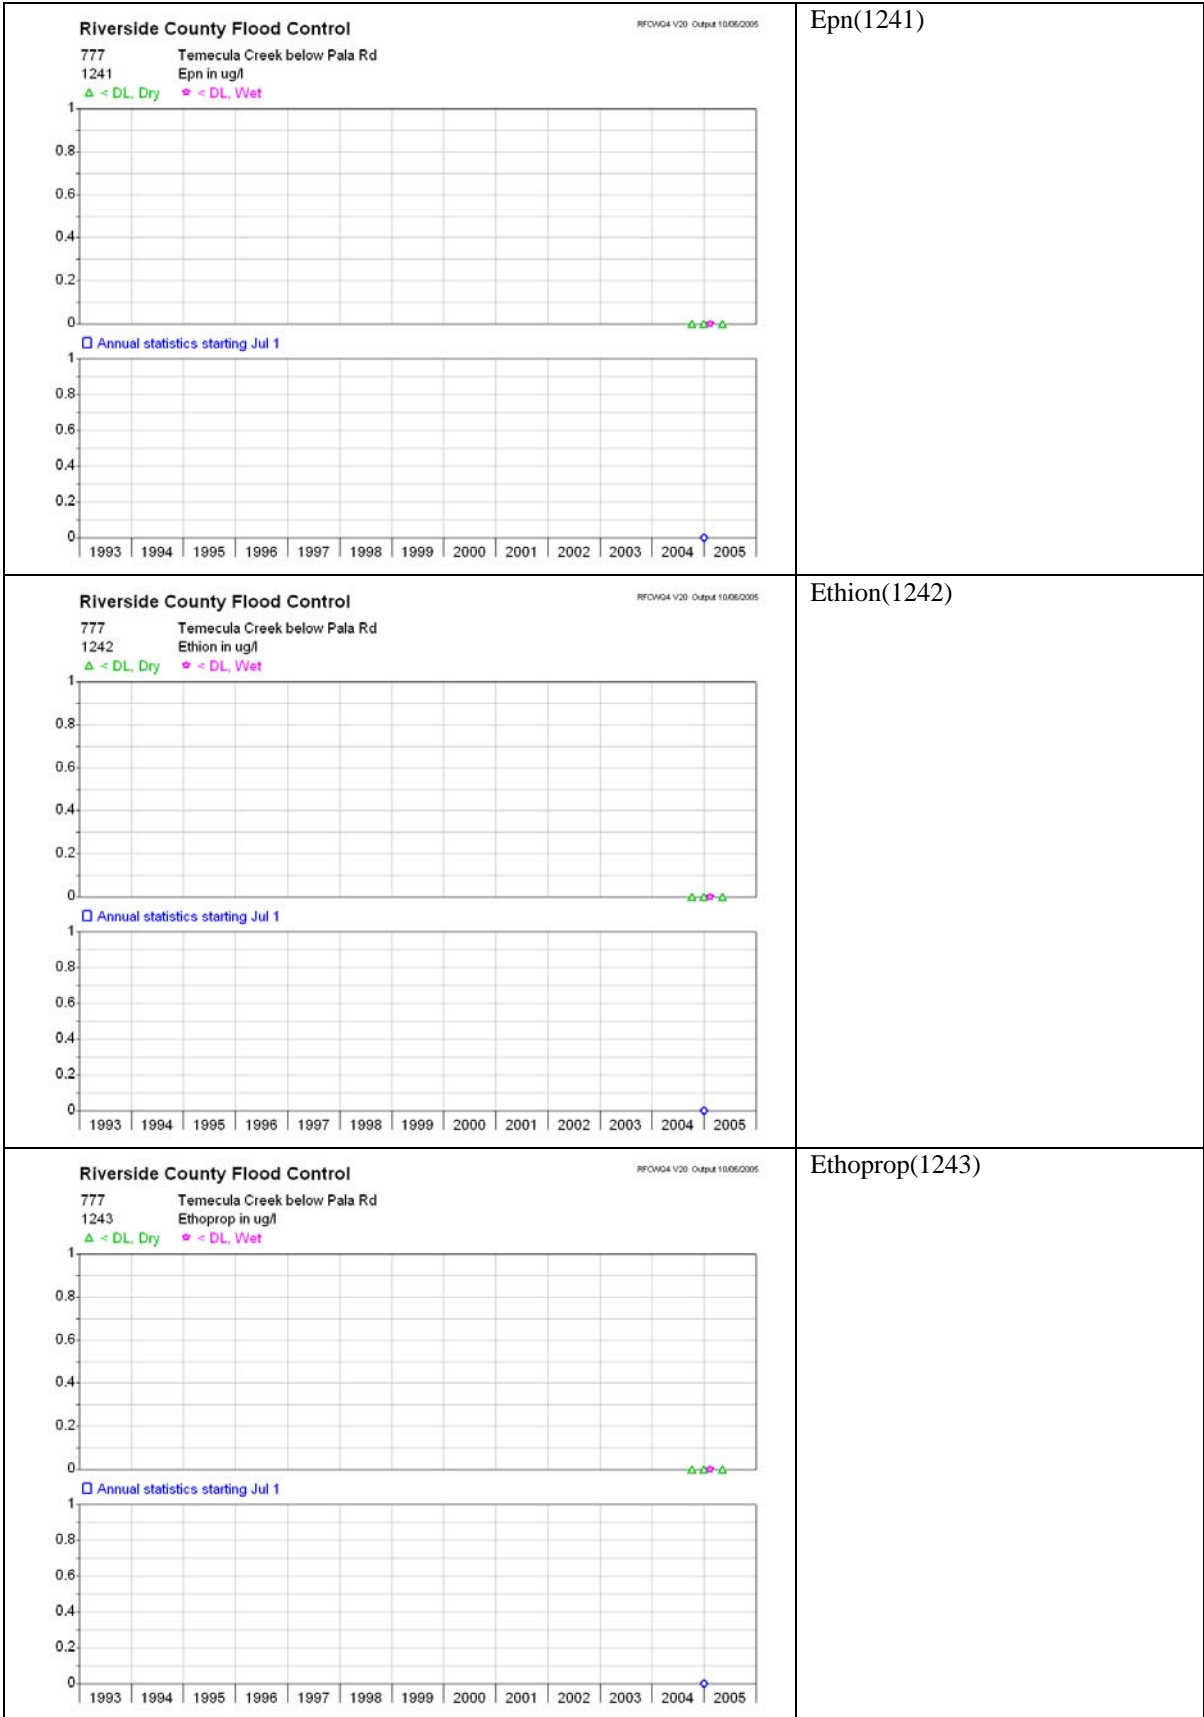 Riverside County Flood Control
RFCWQ4 V20 Output 10/06/2005
777 Temecula Creek below Pala Rd
1241 Epn in ug/l
< DL, Dry < DL, Wet
1
0.8
0.6
0.4
0.2
0
Annual statistics starting Jul 1
1
0.8
0.6
0.4
0.2
0
1993 1994 1995 1996 1997 1998 1999 2000 2001 2002 2003 2004 2005
Epn(1241)
Riverside County Flood Control
RFCWQ4 V20 Output 10/06/2005
777 Temecula Creek below Pala Rd
1242 Ethion in ug/l
< DL, Dry < DL, Wet
1
0.8
0.6
0.4
0.2
0
Annual statistics starting Jul 1
1
0.8
0.6
0.4
0.2
0
1993 1994 1995 1996 1997 1998 1999 2000 2001 2002 2003 2004 2005
Ethion(1242)
Riverside County Flood Control
RFCWQ4 V20 Output 10/06/2005
777 Temecula Creek below Pala Rd
1243 Ethoprop in ug/l
< DL, Dry < DL, Wet
1
0.8
0.6
0.4
0.2
0
Annual statistics starting Jul 1
1
0.8
0.6
0.4
0.2
0
1993 1994 1995 1996 1997 1998 1999 2000 2001 2002 2003 2004 2005
Ethoprop(1243)